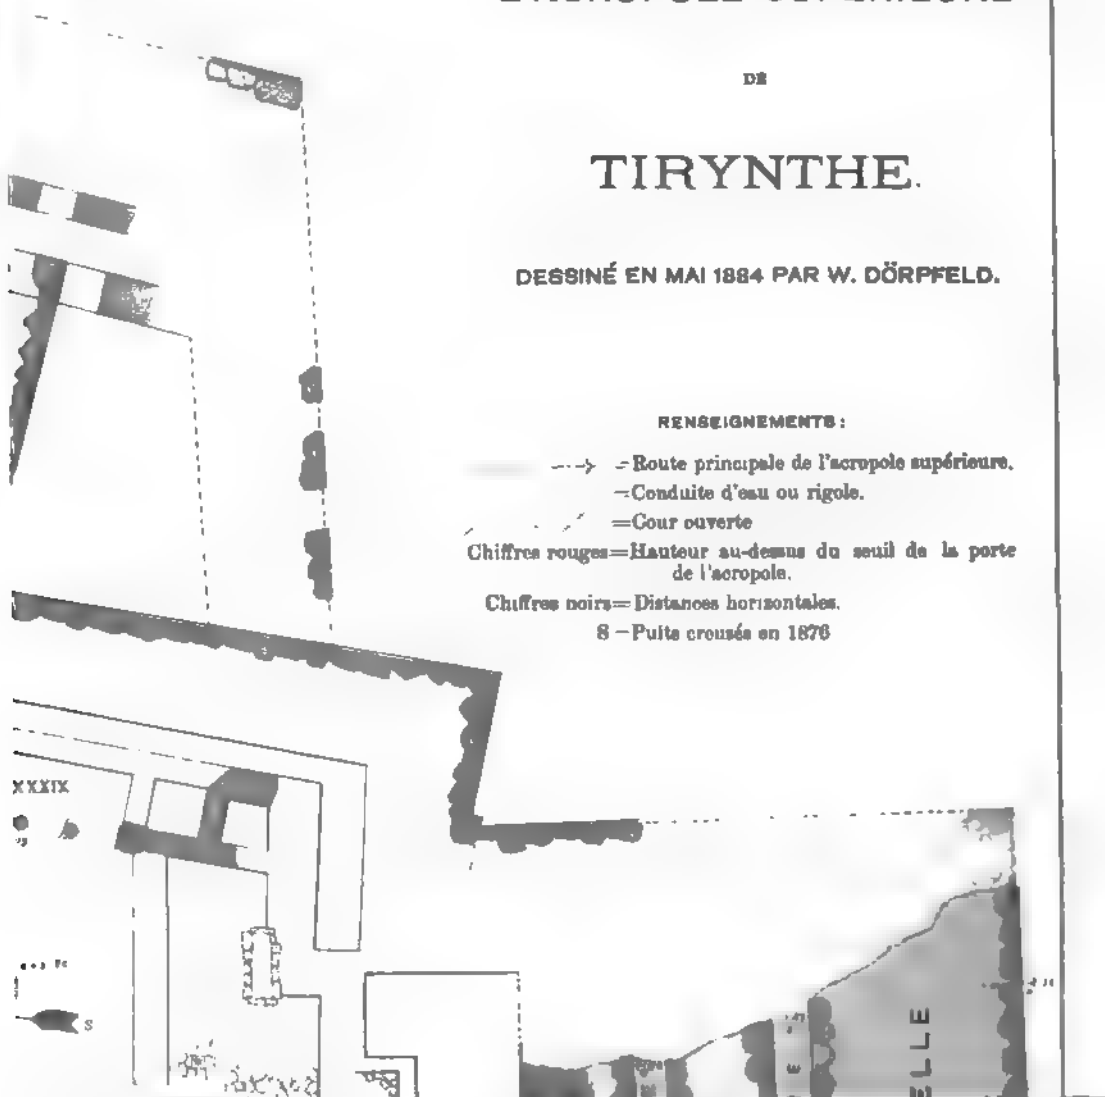 DE
TIRYNTHE.
DESSINÉ EN MAI 1884 PAR W. DÖRPFELD.
RENSEIGNEMENTS:
=Route principale de l'acropole supérieure.
=Conduite d'eau ou rigole.
=Cour ouverte
Chiffres rouges=Hauteur au-dessus du seuil de la porte
de l'acropole.
Chiffres noirs=Distances horizontales.
S=Puits creusés en 1876
XXXIX
S
ELLE
E
E